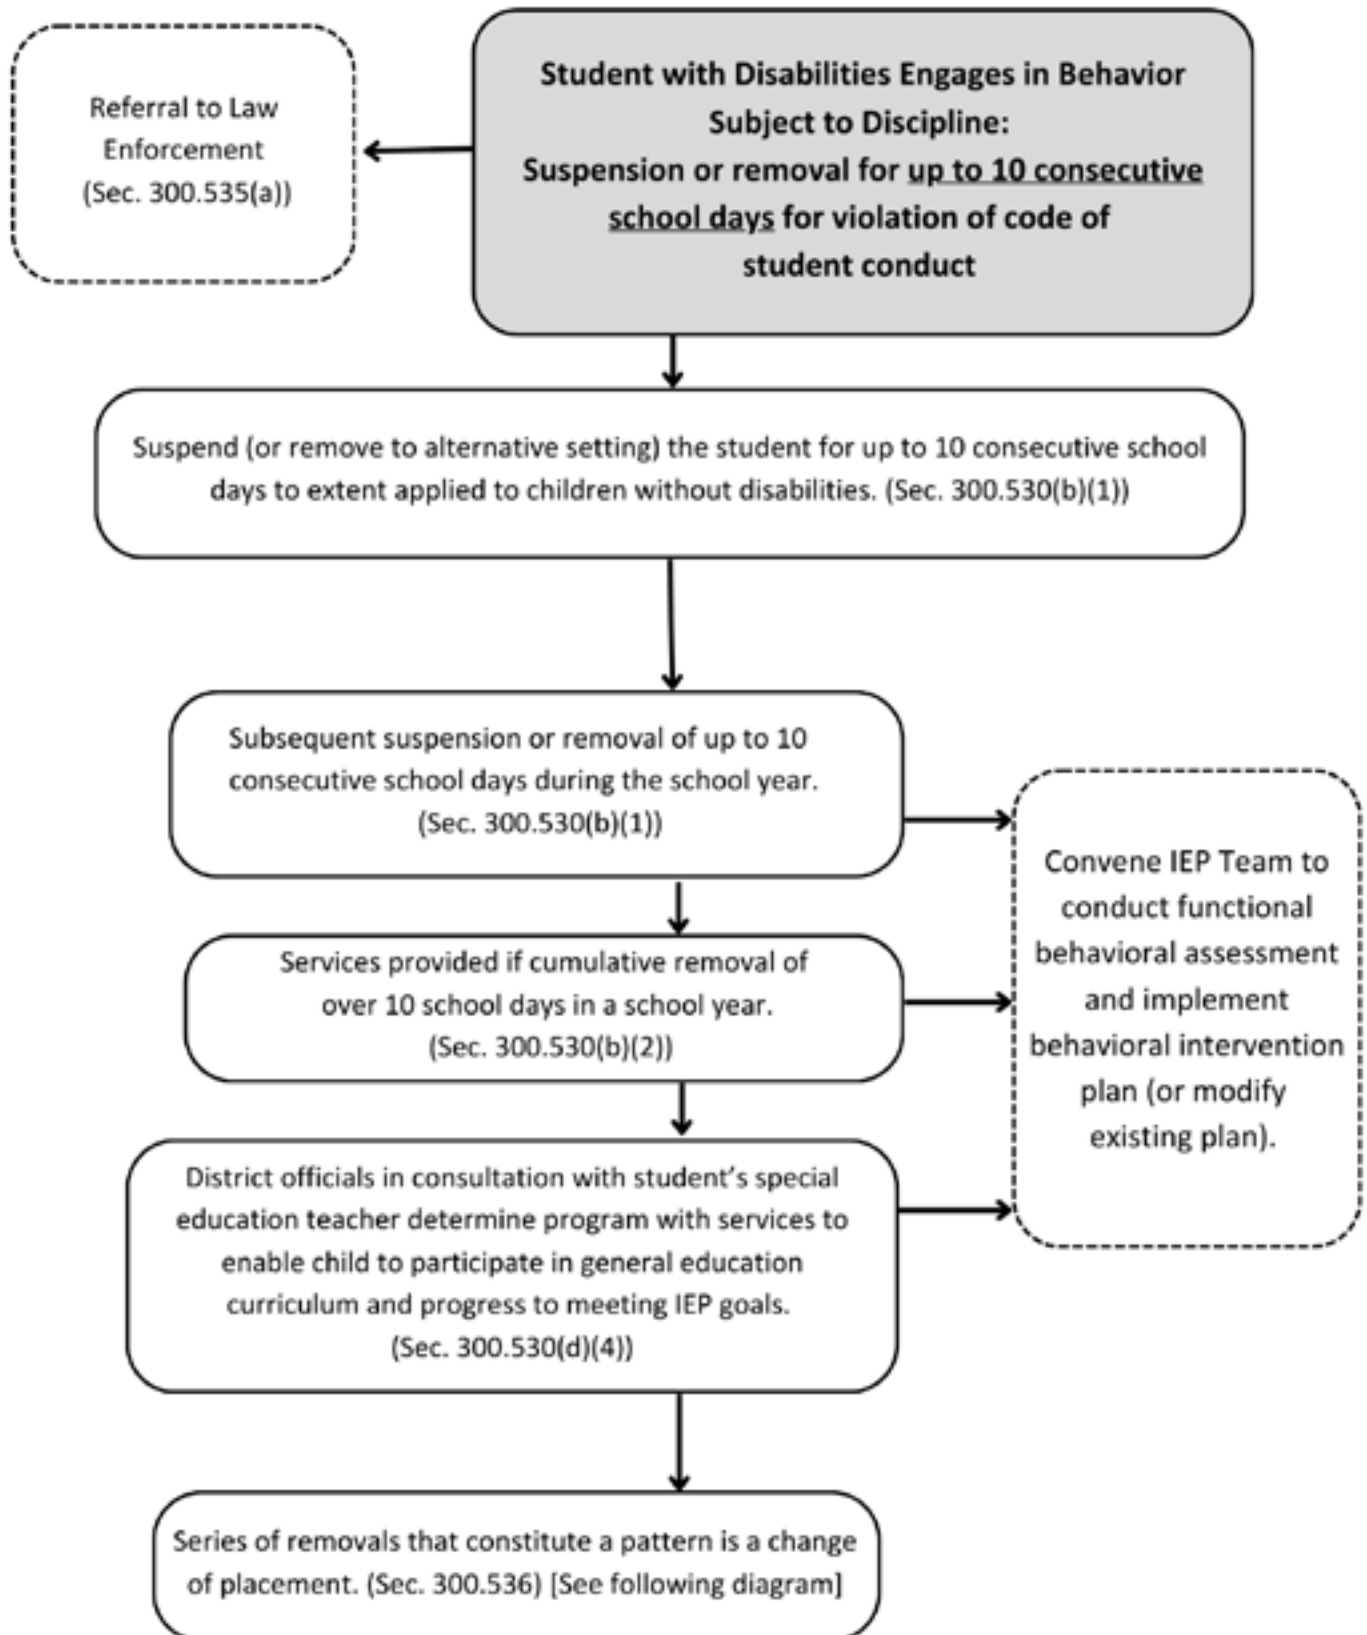 Referral to Law
Enforcement
(Sec. 300.535(a))
Student with Disabilities Engages in Behavior
Subject to Discipline:
Suspension or removal for up to 10 consecutive
school days for violation of code of
student conduct
Suspend (or remove to alternative setting) the student for up to 10 consecutive school
days to extent applied to children without disabilities. (Sec. 300.530(b)(1))
Subsequent suspension or removal of up to 10
consecutive school days during the school year.
(Sec. 300.530(b)(1))
Services provided if cumulative removal of
over 10 school days in a school year.
(Sec. 300.530(b)(2))
District officials in consultation with student’s special
education teacher determine program with services to
enable child to participate in general education
curriculum and progress to meeting IEP goals.
(Sec. 300.530(d)(4))
Convene IEP Team to
conduct functional
behavioral assessment
and implement
behavioral intervention
plan (or modify
existing plan).
Series of removals that constitute a pattern is a change
of placement. (Sec. 300.536) [See following diagram]